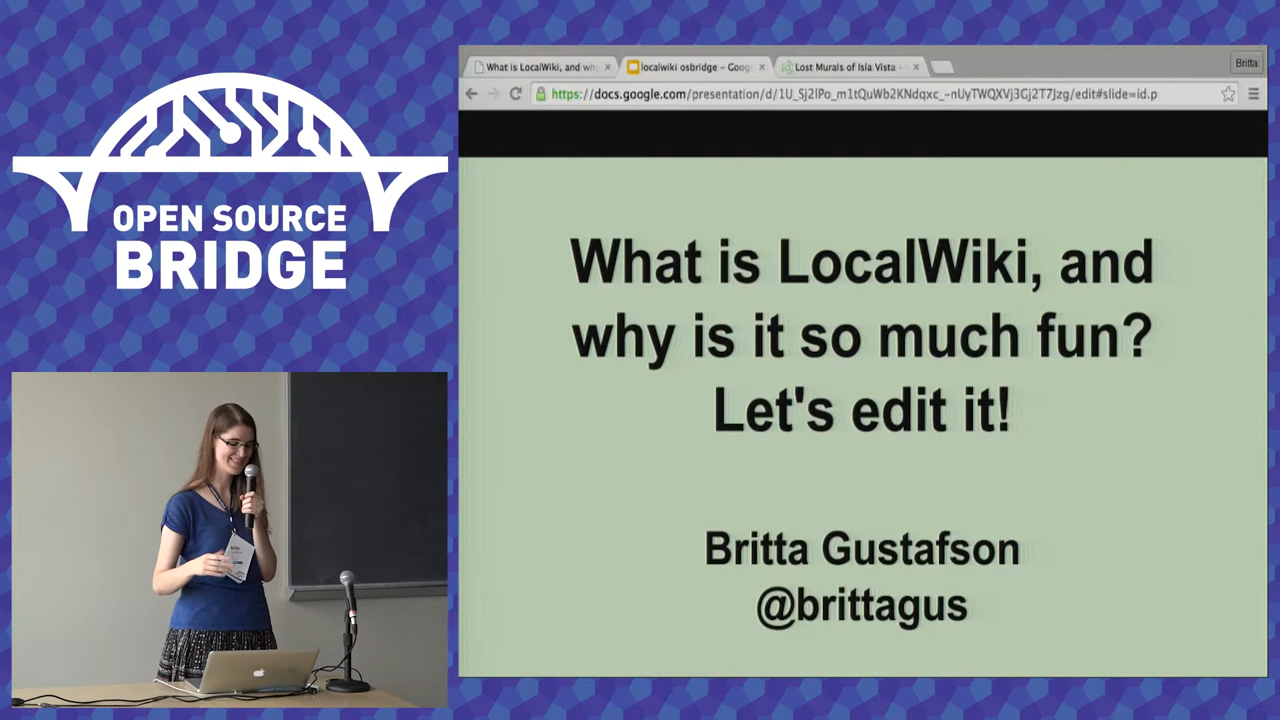 OPEN SOURCE
BRIDGE
What is LocalWiki, and why
localwiki osbridge – Goog
Lost Murals of Isla Vista -
Britta
https://docs.google.com/presentation/d/1U_Sj2lPo_m1tQuWb2KNdqxc_-nUyTWQXVj3Gj2T7Jzg/edit#slide=id.p
What is LocalWiki, and
why is it so much fun?
Let's edit it!
Britta Gustafson
@brittagus